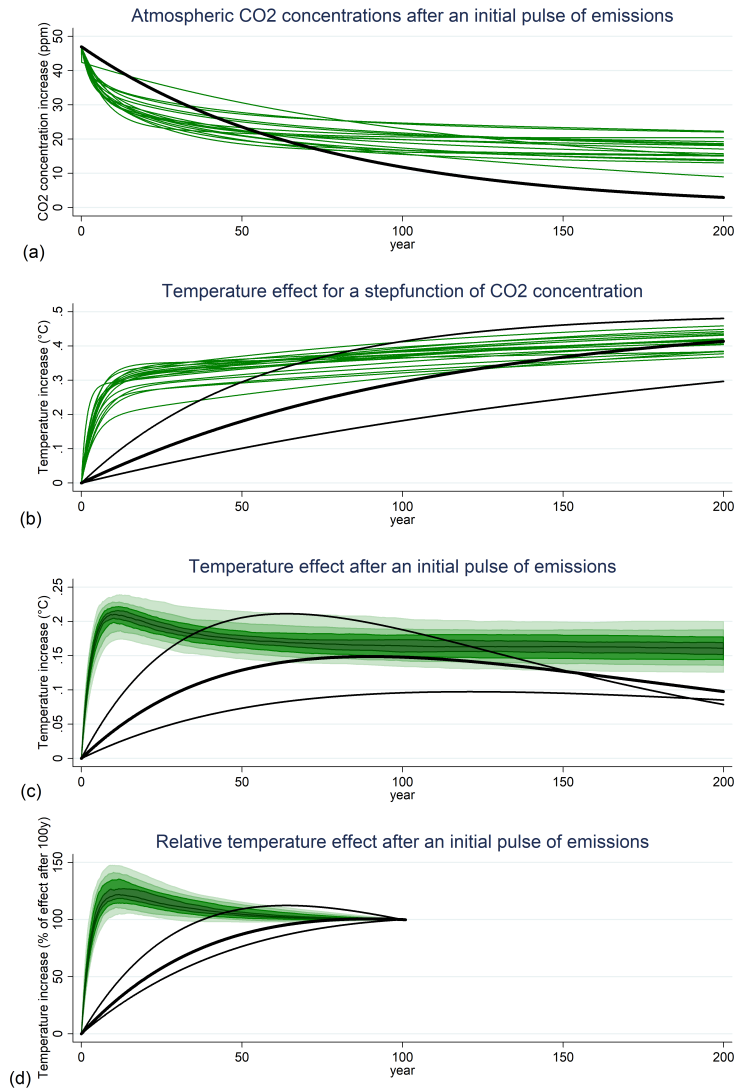 Atmospheric CO2 concentrations after an initial pulse of emissions
CO2 concentration increase (ppm)
50
40
30
20
10
0
0 50 100 150 200
year
(a)
Temperature effect for a stepfunction of CO2 concentration
Temperature increase (°C)
.5
.4
.3
.2
.1
0
0 50 100 150 200
year
(b)
Temperature effect after an initial pulse of emissions
Temperature increase (°C)
.25
.2
.15
.1
.05
0
0 50 100 150 200
year
(c)
Relative temperature effect after an initial pulse of emissions
Temperature increase (% of effect after 100y)
150
100
50
0
0 50 100 150 200
year
(d)